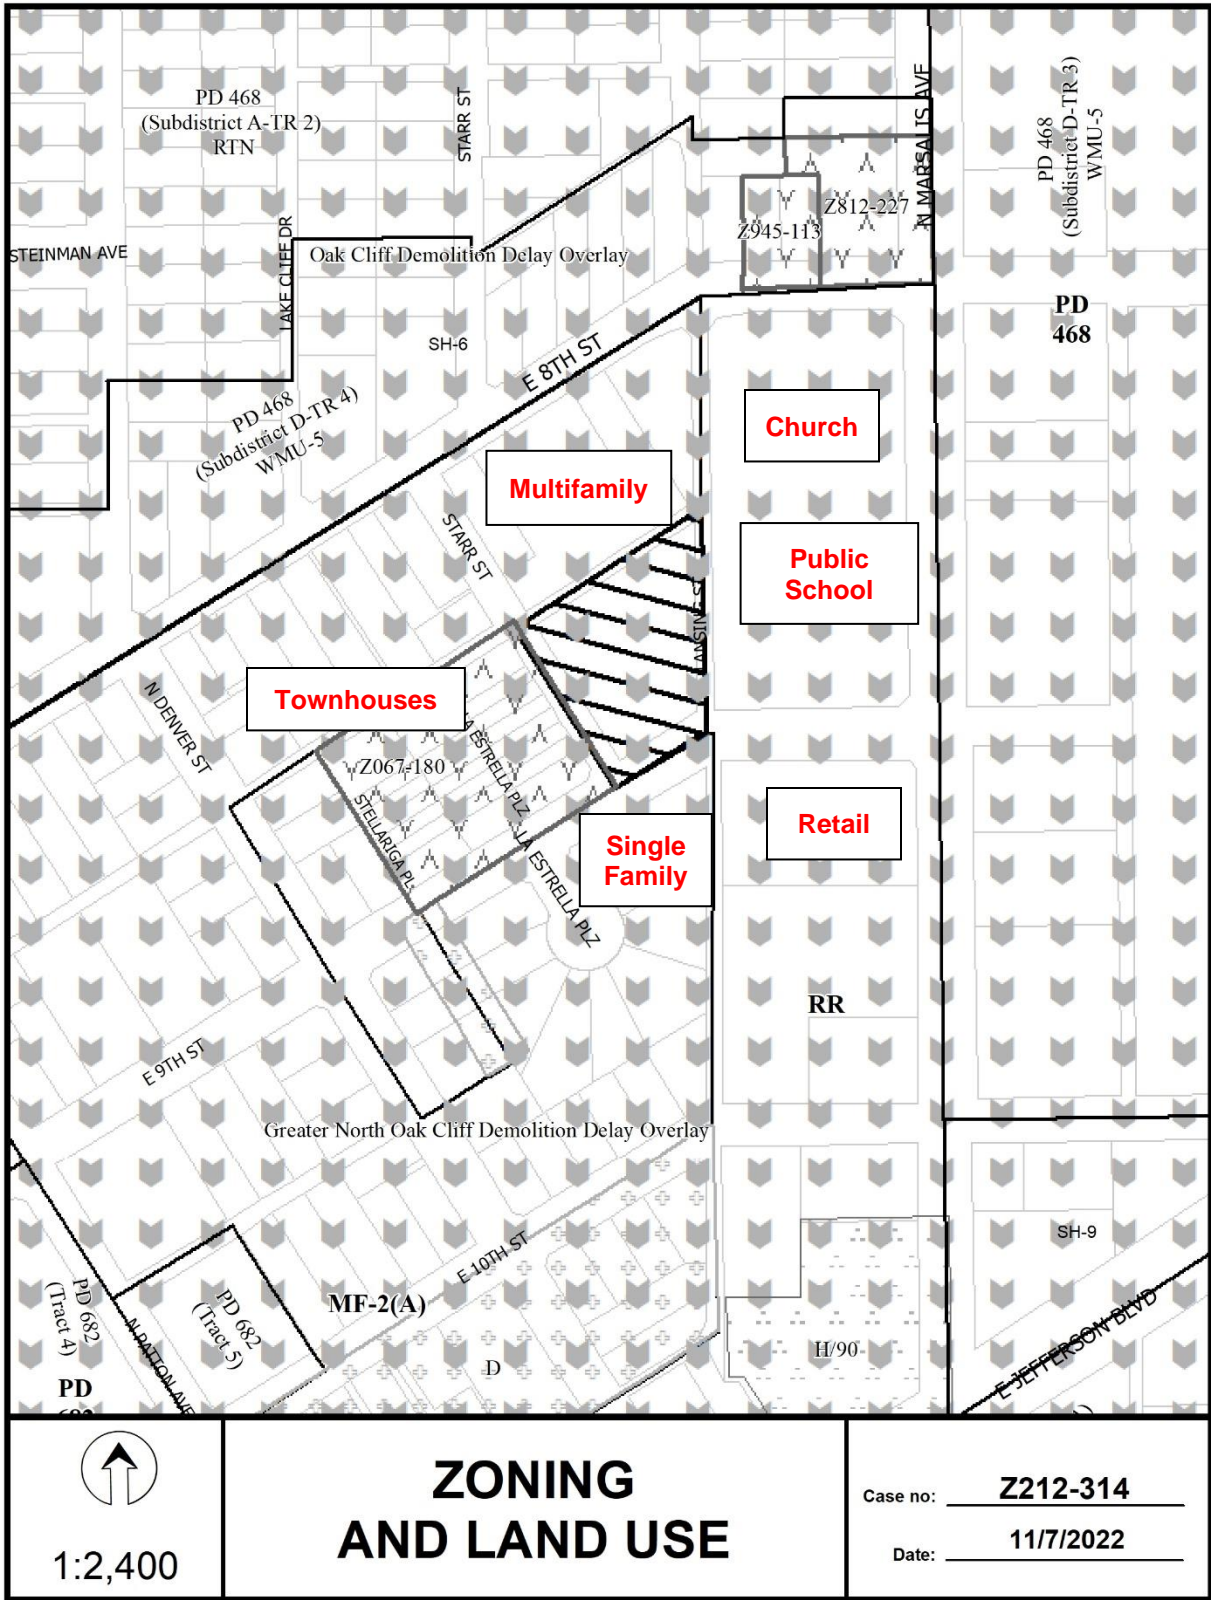 PD 468
(Subdistrict A-TR 2)
RTN
STARR ST
N MARSALIS AVE
PD 468
(Subdistrict D-TR 3)
WMU-5
Z812-227
Z945-113
STEINMAN AVE
LAKE CLIFF DR
Oak Cliff Demolition Delay Overlay
SH-6
E 8TH ST
PD
468
PD 468
(Subdistrict D-TR 4)
WMU-5
Church
Multifamily
STARR ST
Public
School
LANSING ST
Townhouses
N DENVER ST
LA ESTRELLA PLZ
Z067-180
STELLARIGA PL
Single
Family
Retail
LA ESTRELLA PLZ
RR
E 9TH ST
Greater North Oak Cliff Demolition Delay Overlay
E 10TH ST
SH-9
PD 682
(Tract 4)
PD 682
(Tract 5)
MF-2(A)
N PATTON AVE
H/90
E JEFFERSON BLVD
D
PD
1:2,400
ZONING
AND LAND USE
Case no: Z212-314
Date: 11/7/2022